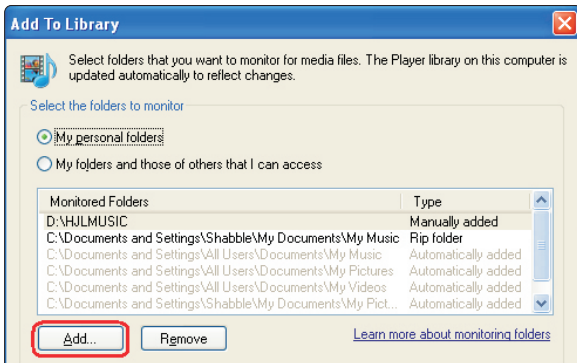 Add To Library
Select folders that you want to monitor for media files. The Player library on this computer is
updated automatically to reflect changes.
Select the folders to monitor
My personal folders
My folders and those of others that I can access
Monitored Folders Type
D:\HJLMUSIC Manually added
C:\Documents and Settings\Shabble\My Documents\My Music Rip folder
C:\Documents and Settings\All Users\Documents\My Music Automatically added
C:\Documents and Settings\All Users\Documents\My Pictures Automatically added
C:\Documents and Settings\All Users\Documents\My Videos Automatically added
C:\Documents and Settings\Shabble\My Documents\My Pict... Automatically added
Add... Remove Learn more about monitoring folders